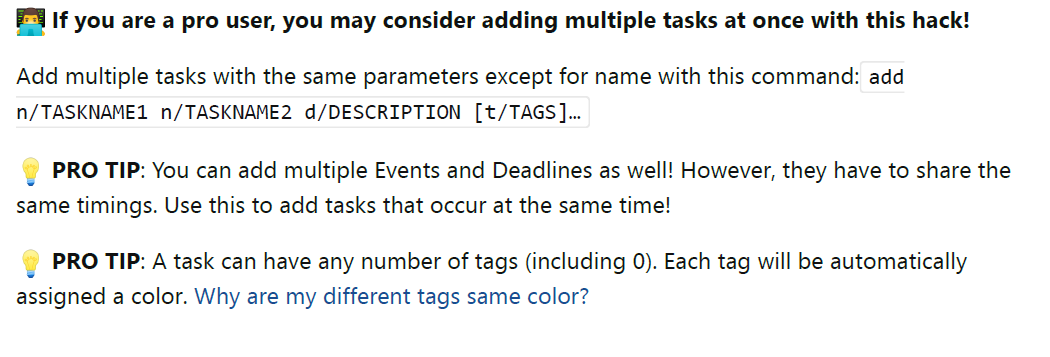 👨‍💻 If you are a pro user, you may consider adding multiple tasks at once with this hack!
Add multiple tasks with the same parameters except for name with this command: add
n/TASKNAME1 n/TASKNAME2 d/DESCRIPTION [t/TAGS]…
💡 PRO TIP: You can add multiple Events and Deadlines as well! However, they have to share the
same timings. Use this to add tasks that occur at the same time!
💡 PRO TIP: A task can have any number of tags (including 0). Each tag will be automatically
assigned a color. Why are my different tags same color?